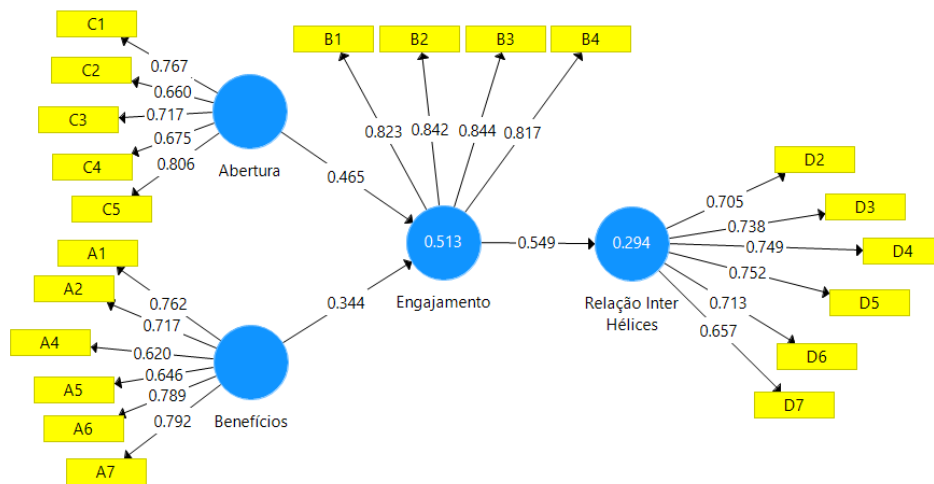 C1
C2
C3
C4
C5
0.767
0.660
0.717
0.675
0.806
Abertura
0.465
B1
B2
B3
B4
0.823
0.842
0.844
0.817
A1
A2
A4
A5
A6
A7
0.762
0.717
0.620
0.646
0.789
0.792
Benefícios
0.344
0.513
Engajamento
0.549
0.294
Relação Inter
Hélices
0.705
0.738
0.749
0.752
0.713
0.657
D2
D3
D4
D5
D6
D7